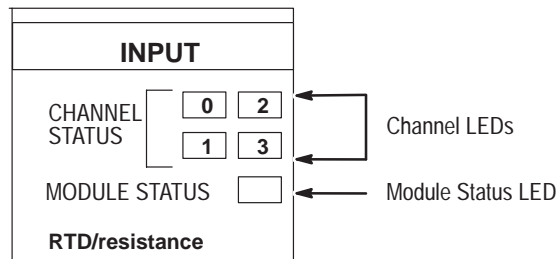 INPUT
CHANNEL STATUS
0 2
1 3
Channel LEDs
MODULE STATUS
Module Status LED
RTD/resistance